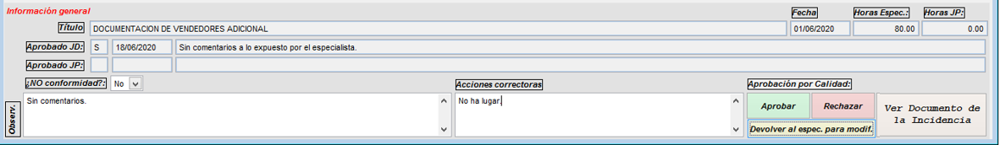 Información general
Fecha Horas Espec.: Horas JP:
Título DOCUMENTACION DE VENDEDORES ADICIONAL 01/06/2020 80.00 0.00
Aprobado JD: S 18/06/2020 Sin comentarios a lo expuesto por el especialista.
Aprobado JP:
¿NO conformidad?: No Acciones correctoras Aprobación por Calidad:
Observ. Sin comentarios. No ha lugar. Aprobar Rechazar
Ver Documento de
la Incidencia
Devolver al espec. para modif.